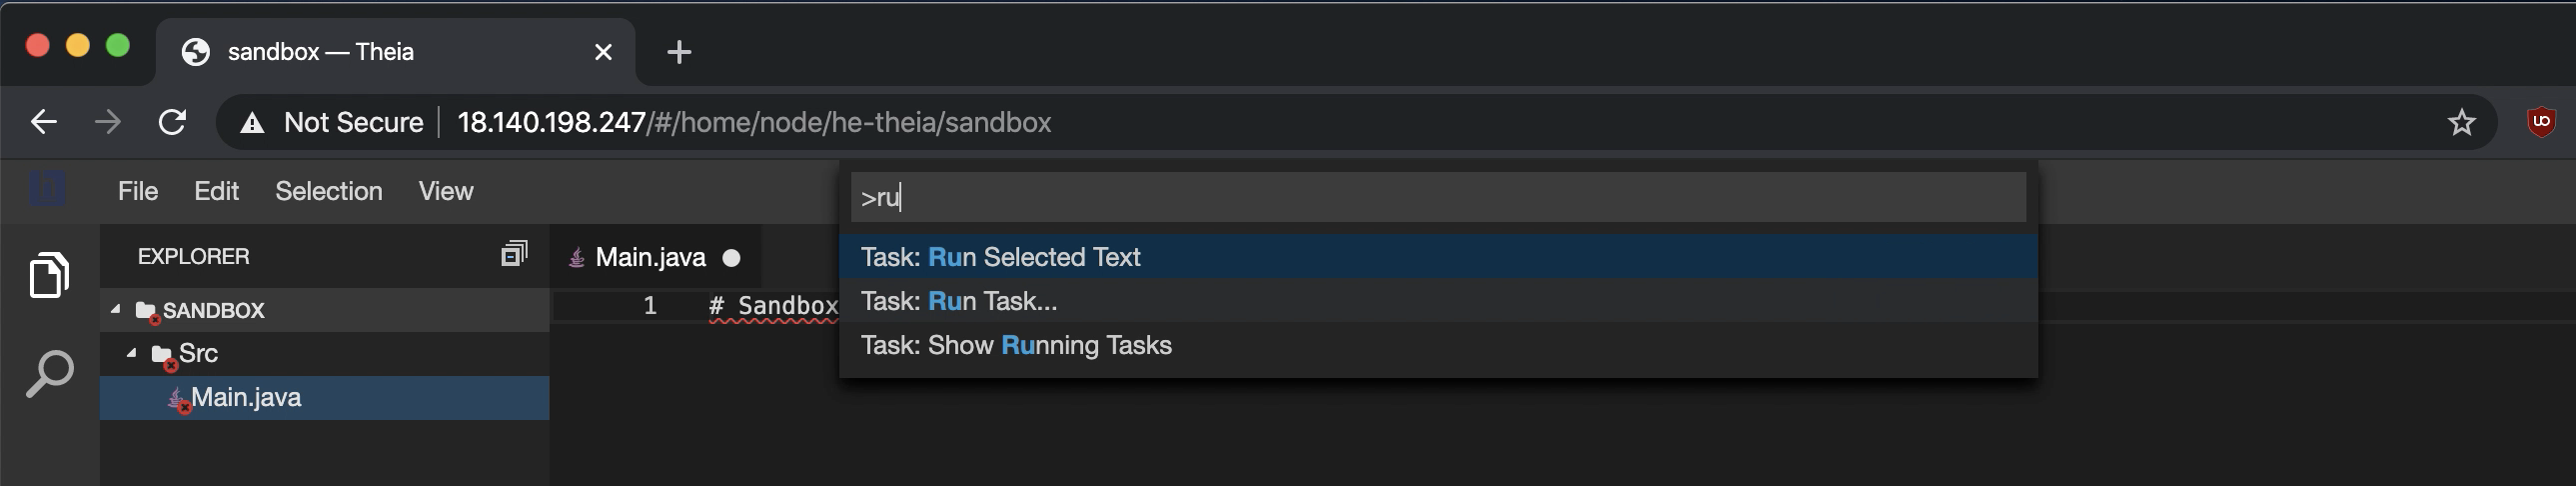 sandbox — Theia
Not Secure | 18.140.198.247/#/home/node/he-theia/sandbox
File Edit Selection View
>ru
EXPLORER
Main.java
Task: Run Selected Text
SANDBOX
1 # Sandbox
Task: Run Task...
Src
Task: Show Running Tasks
Main.java